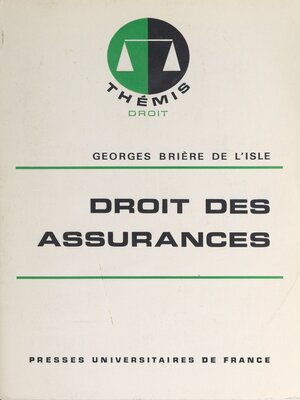 THÉMIS
DROIT
GEORGES BRIÈRE DE L'ISLE
DROIT DES
ASSURANCES
PRESSES UNIVERSITAIRES DE FRANCE